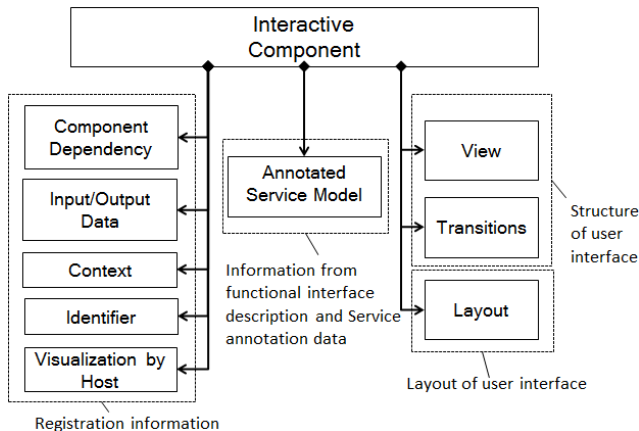 Interactive
Component
Component
Dependency
Input/Output
Data
Context
Identifier
Visualization by
Host
Registration information
Annotated
Service Model
Information from
functional interface
description and Service
annotation data
View
Transitions
Structure
of user
interface
Layout
Layout of user interface